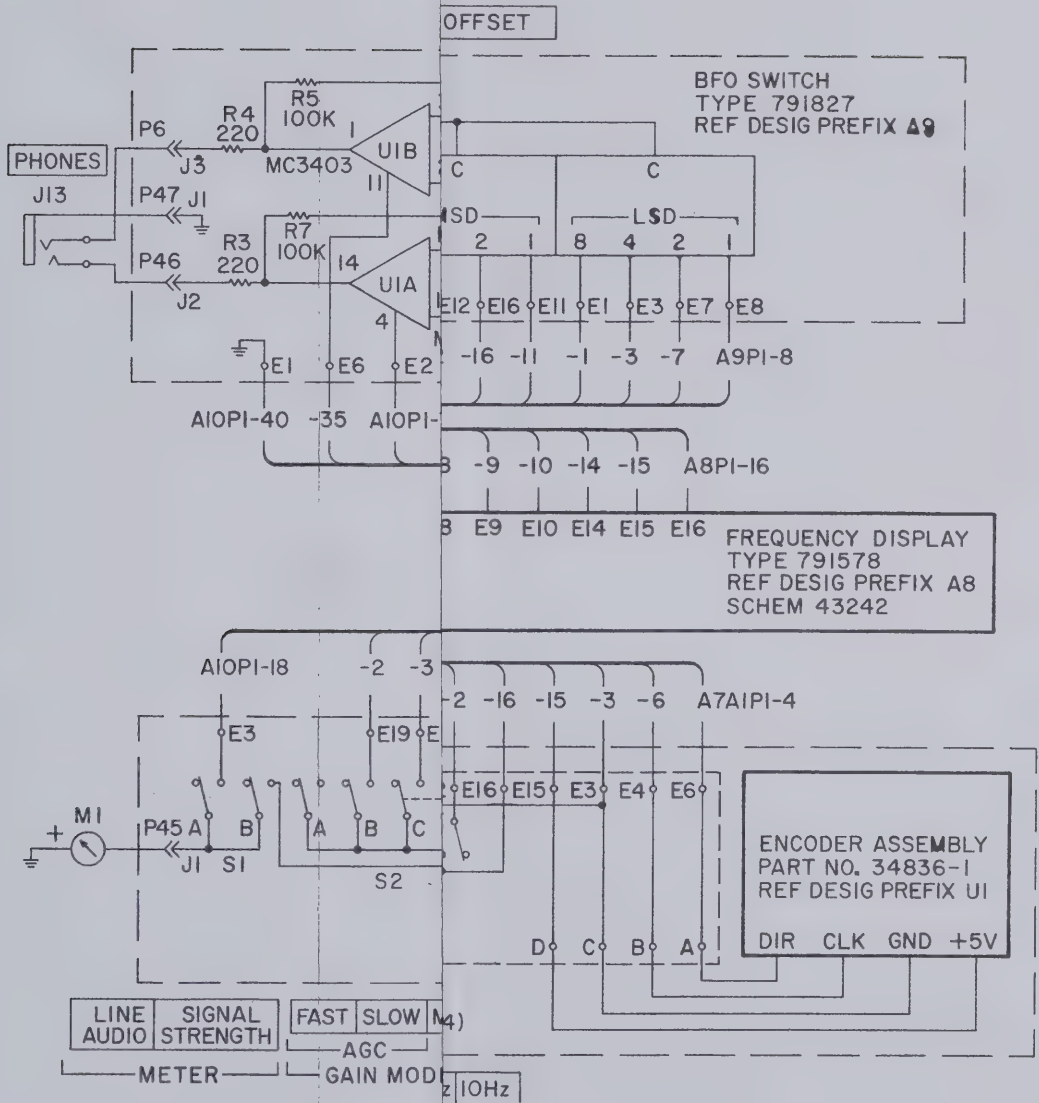 OFFSET
BFO SWITCH
TYPE 791827
REF DESIG PREFIX A9
R5
100K
R4
220
P6
J3
1
U1B
MC3403
11
C
C
PHONES
J13
P47
J1
R7
100K
R3
220
14
P46
J2
U1A
4
SD
LSD
2 1 8 4 2 1
E12 E16 E11 E1 E3 E7 E8
E1 E6 E2
-16 -11 -1 -3 -7 A9P1-8
A10P1-40 -35 A10P1-
-9 -10 -14 -15 A8P1-16
E9 E10 E14 E15 E16
FREQUENCY DISPLAY
TYPE 791578
REF DESIG PREFIX A8
SCHEM 43242
A10P1-18 -2 -3
-2 -16 -15 -3 -6 A7A1P1-4
E3 E19 E
E16 E15 E3 E4 E6
M1
+
P45
J1
A B A B C
S1
S2
ENCODER ASSEMBLY
PART NO. 34836-1
REF DESIG PREFIX U1
DIR CLK GND +5V
D C B A
LINE AUDIO
SIGNAL STRENGTH
FAST SLOW
4)
AGC
METER
GAIN MOD
z 10Hz